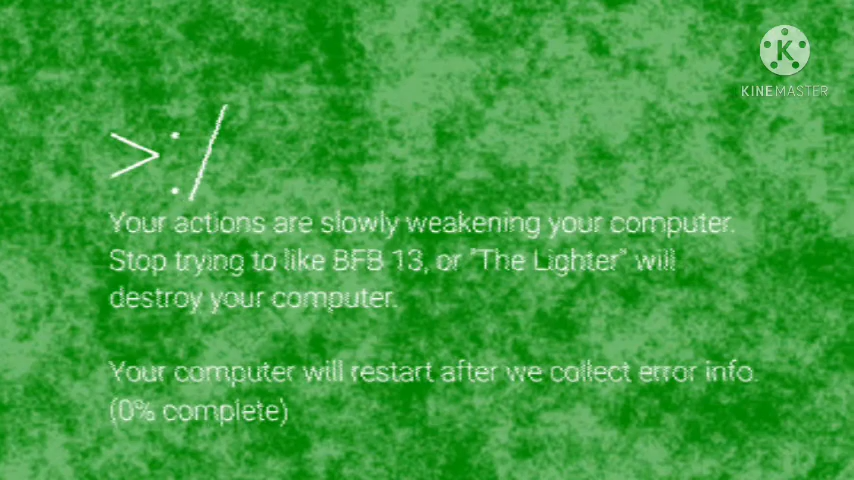 K
KINEMASTER
>:/
Your actions are slowly weakening your computer.
Stop trying to like BFB 13, or "The Lighter" will
destroy your computer.
Your computer will restart after we collect error info.
(0% complete)